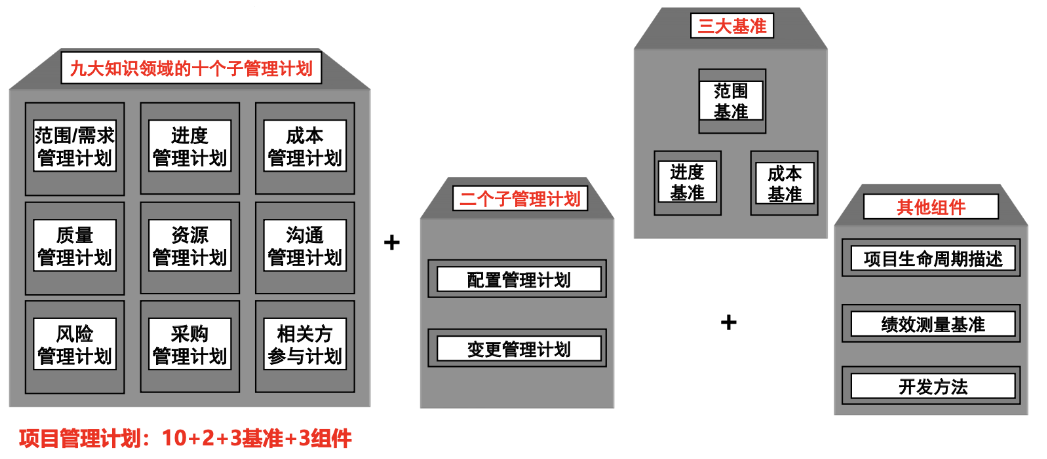 九大知识领域的十个子管理计划
范围/需求
管理计划
进度
管理计划
成本
管理计划
质量
管理计划
资源
管理计划
沟通
管理计划
风险
管理计划
采购
管理计划
相关方
参与计划
+
二个子管理计划
配置管理计划
变更管理计划
三大基准
范围
基准
进度
基准
成本
基准
+
其他组件
项目生命周期描述
绩效测量基准
开发方法
项目管理计划：10+2+3基准+3组件